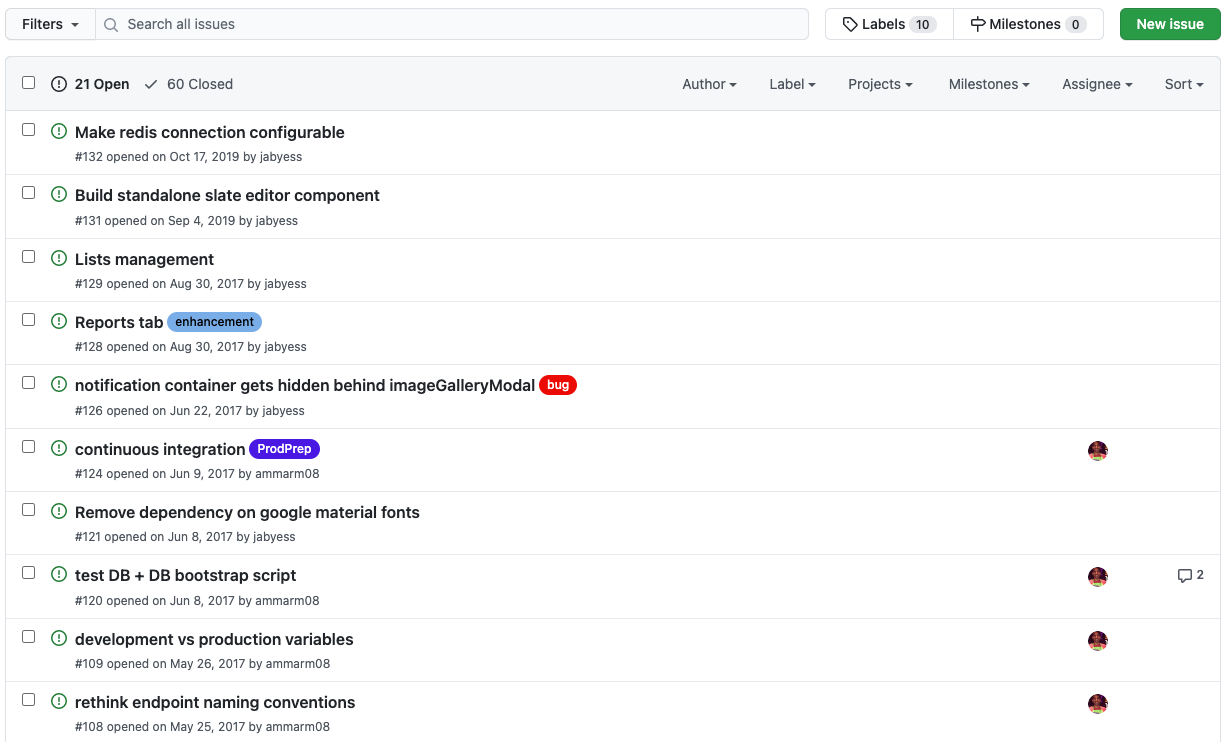 Filters Search all issues Labels 10 Milestones 0 New issue
21 Open 60 Closed Author Label Projects Milestones Assignee Sort
Make redis connection configurable
#132 opened on Oct 17, 2019 by jabyess
Build standalone slate editor component
#131 opened on Sep 4, 2019 by jabyess
Lists management
#129 opened on Aug 30, 2017 by jabyess
Reports tab enhancement
#128 opened on Aug 30, 2017 by jabyess
notification container gets hidden behind imageGalleryModal bug
#126 opened on Jun 22, 2017 by jabyess
continuous integration ProdPrep
#124 opened on Jun 9, 2017 by ammarm08
Remove dependency on google material fonts
#121 opened on Jun 8, 2017 by jabyess
test DB + DB bootstrap script 2
#120 opened on Jun 8, 2017 by ammarm08
development vs production variables
#109 opened on May 26, 2017 by ammarm08
rethink endpoint naming conventions
#108 opened on May 25, 2017 by ammarm08